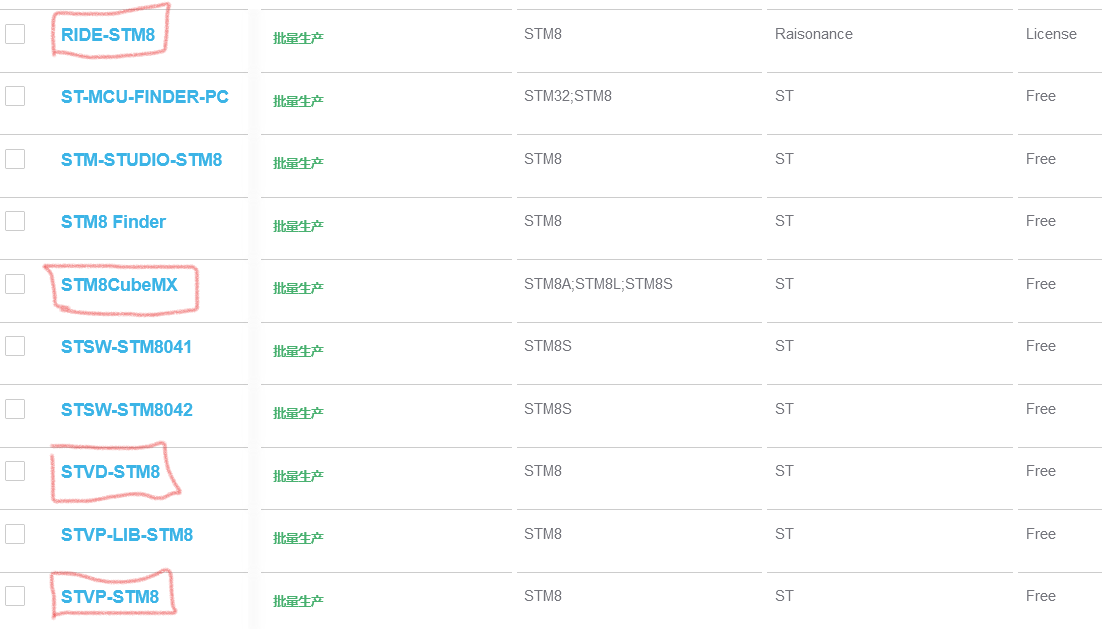 RIDE-STM8 批量生产 STM8 Raisonance License
ST-MCU-FINDER-PC 批量生产 STM32;STM8 ST Free
STM-STUDIO-STM8 批量生产 STM8 ST Free
STM8 Finder 批量生产 STM8 ST Free
STM8CubeMX 批量生产 STM8A;STM8L;STM8S ST Free
STSW-STM8041 批量生产 STM8S ST Free
STSW-STM8042 批量生产 STM8S ST Free
STVD-STM8 批量生产 STM8 ST Free
STVP-LIB-STM8 批量生产 STM8 ST Free
STVP-STM8 批量生产 STM8 ST Free